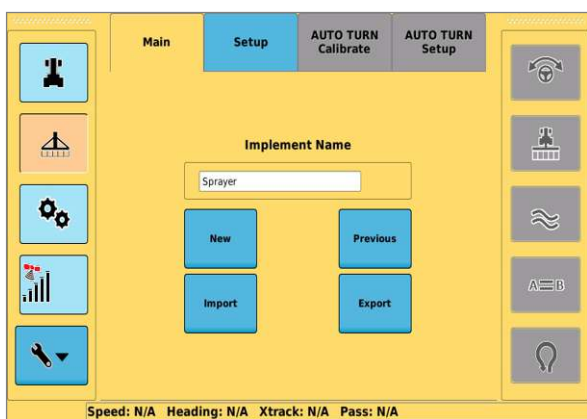 Main
Setup
AUTO TURN
Calibrate
AUTO TURN
Setup
Implement Name
Sprayer
New
Previous
Import
Export
A=B
Speed: N/A Heading: N/A Xtrack: N/A Pass: N/A